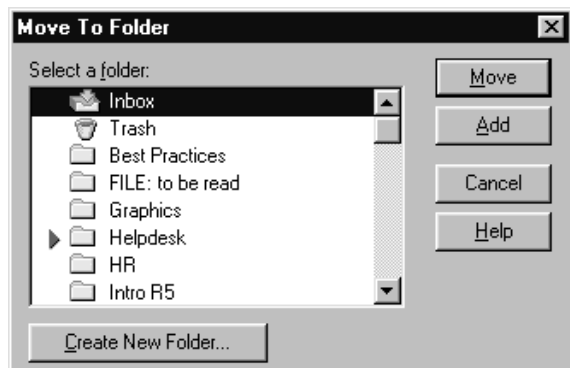 Move To Folder
Select a folder:
Inbox
Trash
Best Practices
FILE: to be read
Graphics
Helpdesk
HR
Intro R5
Move
Add
Cancel
Help
Create New Folder...